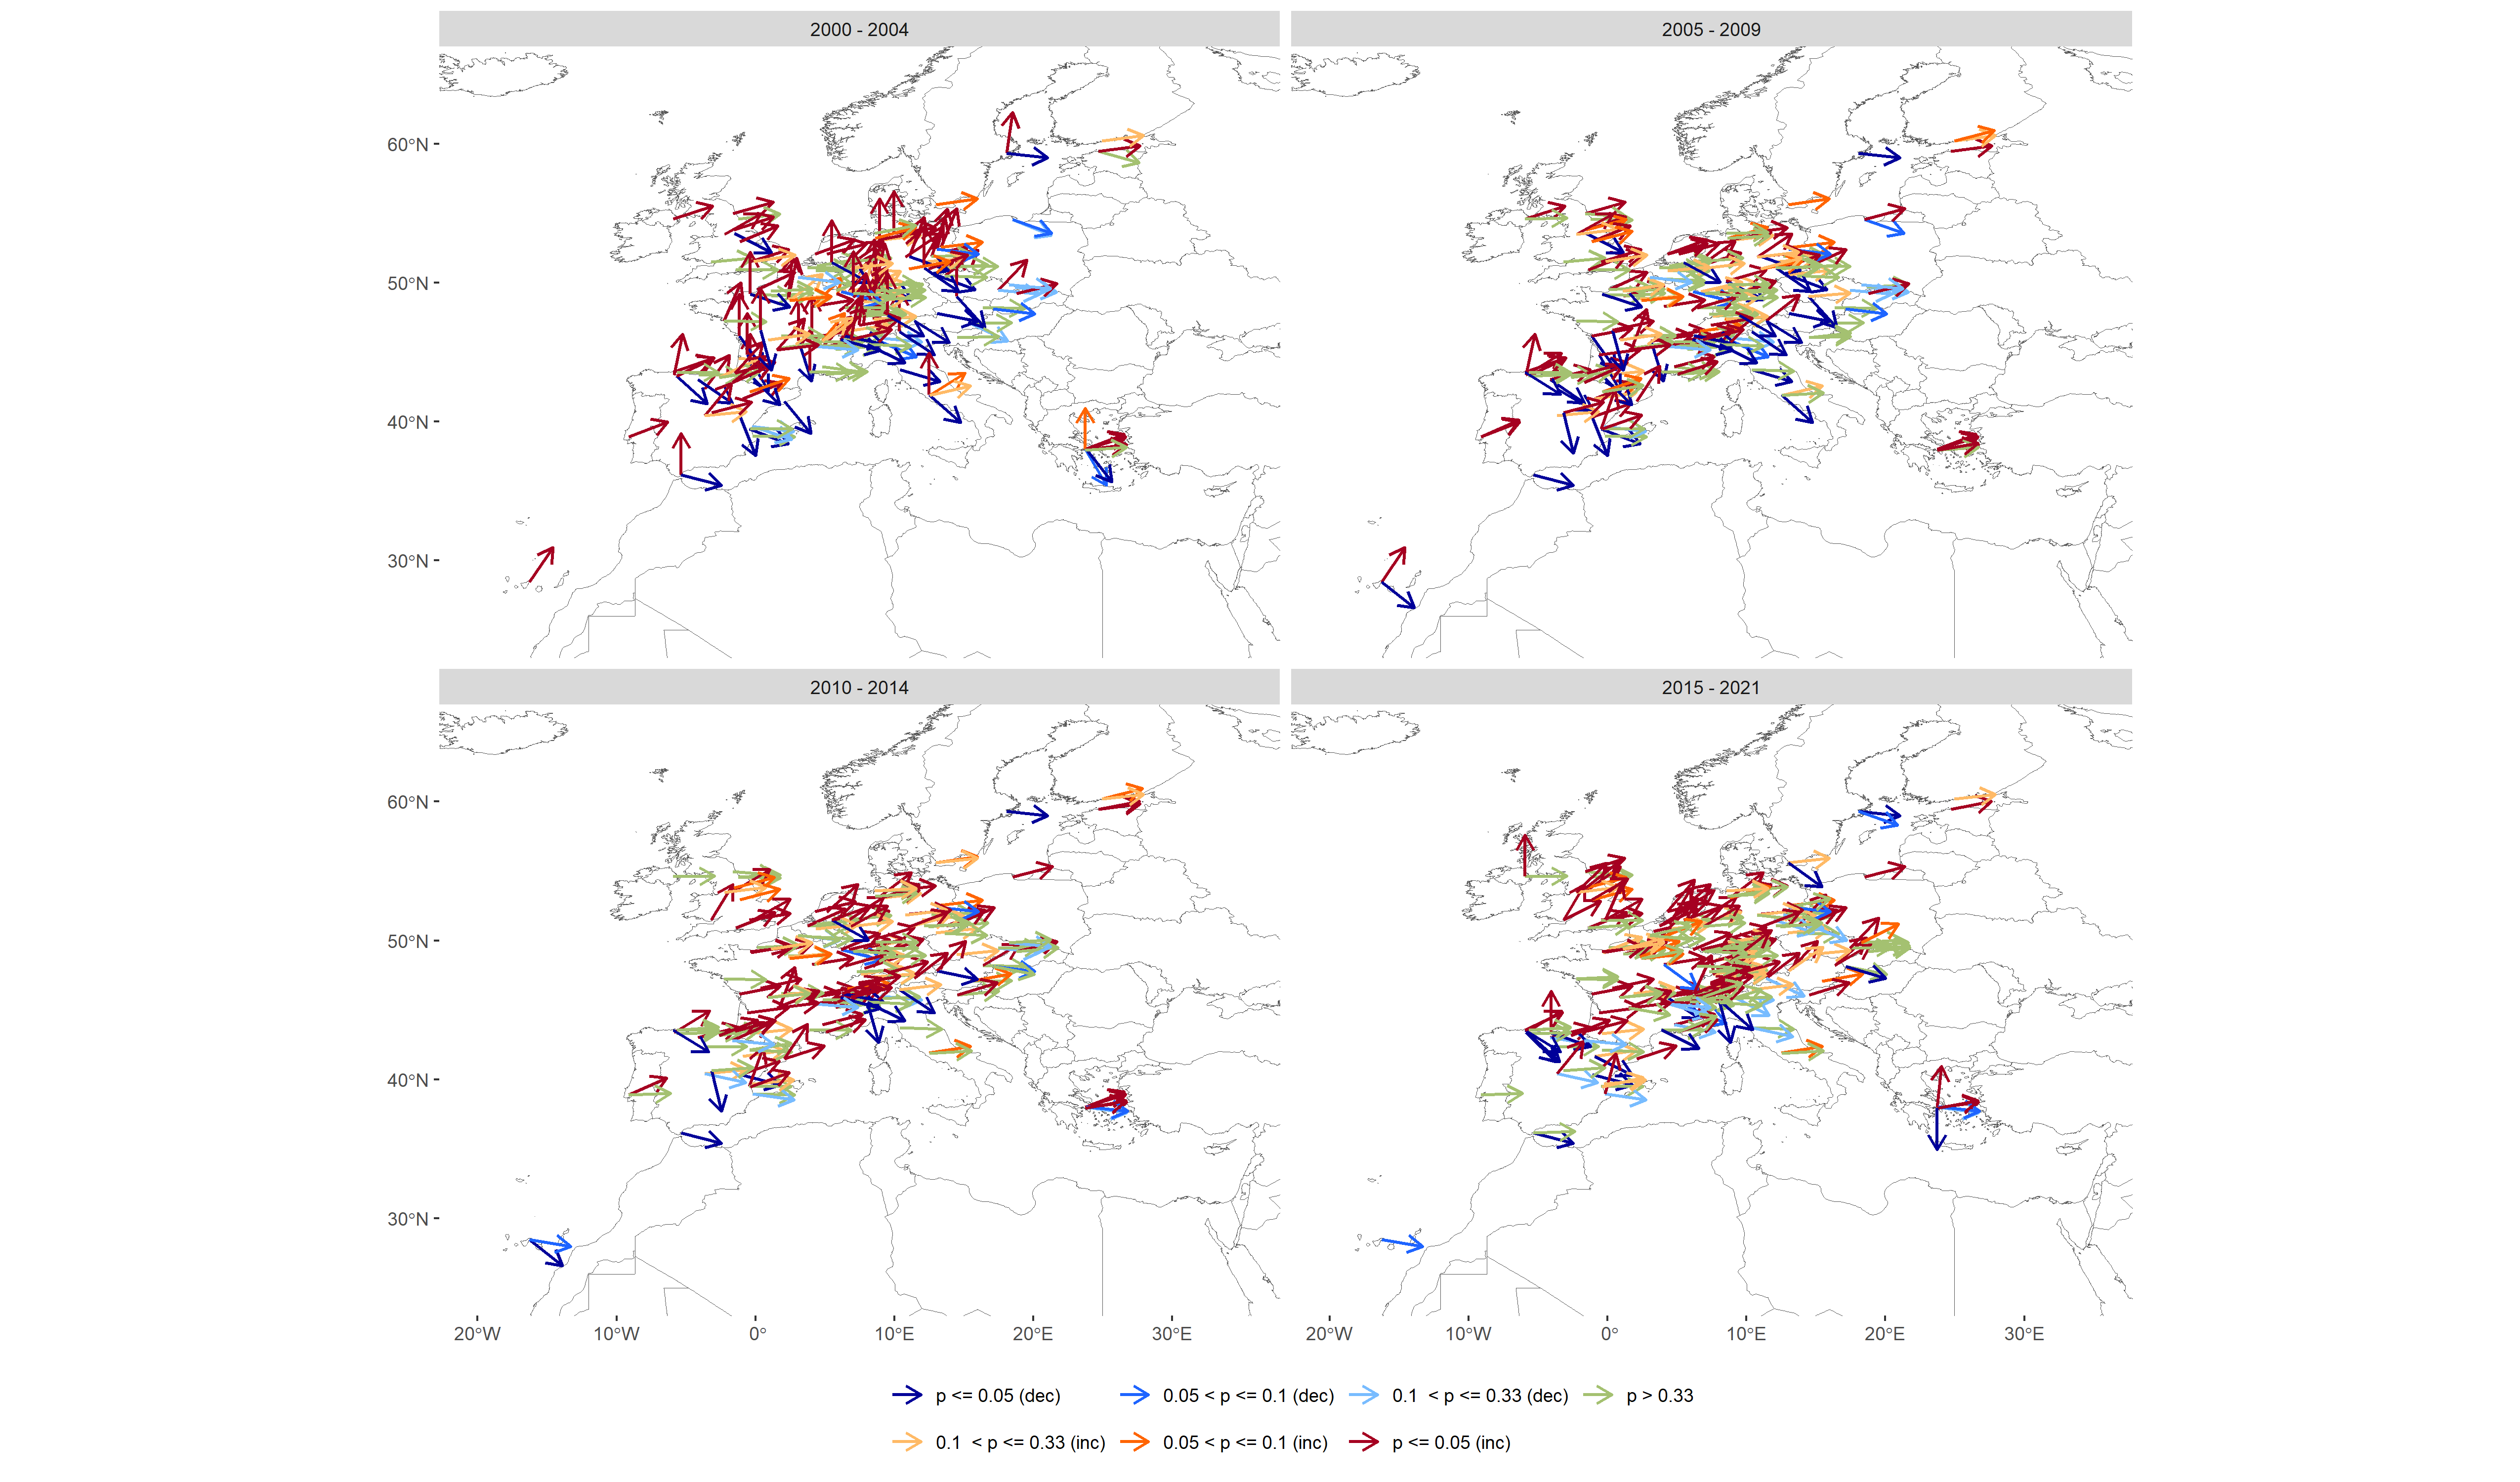 2000 - 2004
2005 - 2009
60°N
50°N
40°N
30°N
2010 - 2014
2015 - 2021
60°N
50°N
40°N
30°N
20°W 10°W 0° 10°E 20°E 30°E
20°W 10°W 0° 10°E 20°E 30°E
p <= 0.05 (dec) 0.05 < p <= 0.1 (dec) 0.1 < p <= 0.33 (dec) p > 0.33
0.1 < p <= 0.33 (inc) 0.05 < p <= 0.1 (inc) p <= 0.05 (inc)